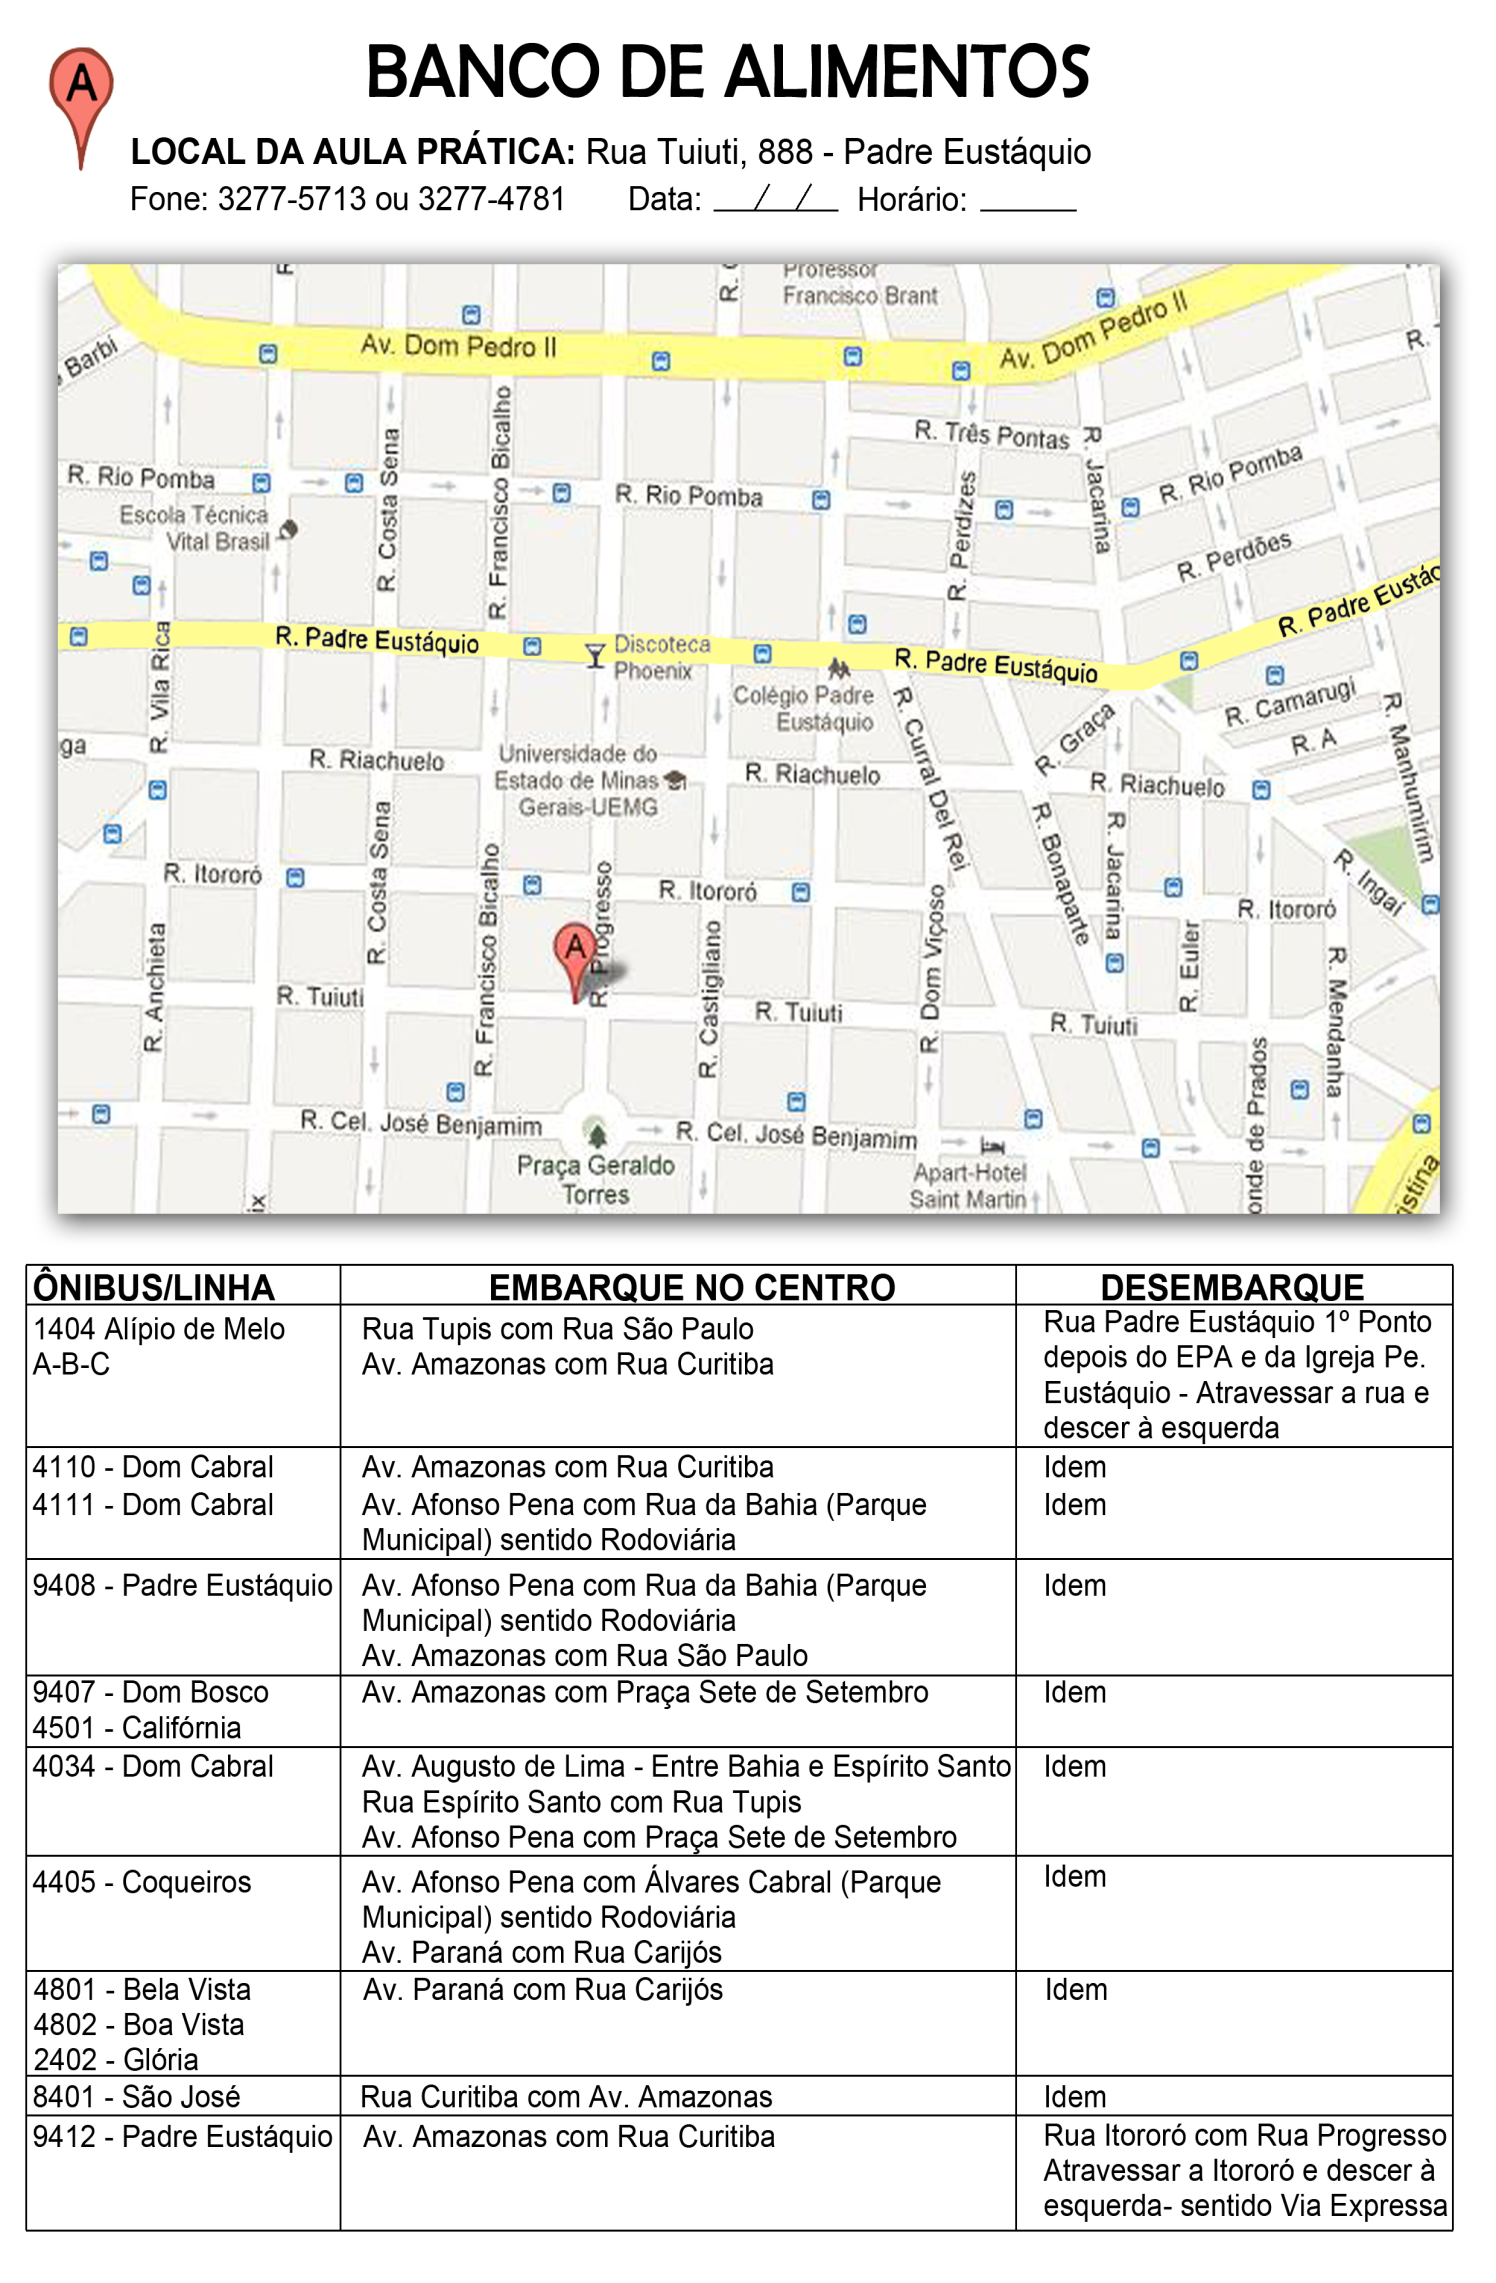 A
BANCO DE ALIMENTOS
LOCAL DA AULA PRÁTICA: Rua Tuiuti, 888 - Padre Eustáquio
Fone: 3277-5713 ou 3277-4781 Data: __/__/__ Horário: ______
Professor
Francisco Brant
Barbi
Av. Dom Pedro II
Av. Dom Pedro II
R.
R. Três Pontas
R. Jacarina
R. Rio Pomba
R. Rio Pomba
R. Rio Pomba
R. Costa Sena
R. Francisco Bicalho
R. Perdizes
Escola Técnica
Vital Brasil
R. Perdões
R. Padre Eustáquio
R. Padre Eustáquio
R. Padre Eustác
R. Vila Rica
Discoteca
Phoenix
Colégio Padre
Eustáquio
R. Curral Del Rei
R. Graça
R. Camarugi
R. A
R. Manhumirim
ga
R. Riachuelo
Universidade do
Estado de Minas
Gerais-UEMG
R. Riachuelo
R. Riachuelo
R. Costa Sena
R. Francisco Bicalho
R. Progresso
R. Bonaparte
R. Jacarina
R. Itororó
R. Itororó
R. Itororó
R. Ingaí
R. Anchieta
A
R. Castigliano
R. Dom Viçoso
R. Euler
R. Mendanha
R. Tuiuti
R. Tuiuti
R. Tuiuti
R. Cel. José Benjamim
R. Cel. José Benjamim
onde de Prados
Praça Geraldo
Torres
Apart-Hotel
Saint Martin
ix
istina
ÔNIBUS/LINHA EMBARQUE NO CENTRO DESEMBARQUE
1404 Alípio de Melo
A-B-C
Rua Tupis com Rua São Paulo
Av. Amazonas com Rua Curitiba
Rua Padre Eustáquio 1º Ponto
depois do EPA e da Igreja Pe.
Eustáquio - Atravessar a rua e
descer à esquerda
4110 - Dom Cabral Av. Amazonas com Rua Curitiba Idem
4111 - Dom Cabral Av. Afonso Pena com Rua da Bahia (Parque Idem
Municipal) sentido Rodoviária
9408 - Padre Eustáquio Av. Afonso Pena com Rua da Bahia (Parque Idem
Municipal) sentido Rodoviária
Av. Amazonas com Rua São Paulo
9407 - Dom Bosco Av. Amazonas com Praça Sete de Setembro Idem
4501 - Califórnia
4034 - Dom Cabral Av. Augusto de Lima - Entre Bahia e Espírito Santo Idem
Rua Espírito Santo com Rua Tupis
Av. Afonso Pena com Praça Sete de Setembro
4405 - Coqueiros Av. Afonso Pena com Álvares Cabral (Parque Idem
Municipal) sentido Rodoviária
Av. Paraná com Rua Carijós
4801 - Bela Vista Av. Paraná com Rua Carijós Idem
4802 - Boa Vista
2402 - Glória
8401 - São José Rua Curitiba com Av. Amazonas Idem
9412 - Padre Eustáquio Av. Amazonas com Rua Curitiba Rua Itororó com Rua Progresso
Atravessar a Itororó e descer à
esquerda- sentido Via Expressa